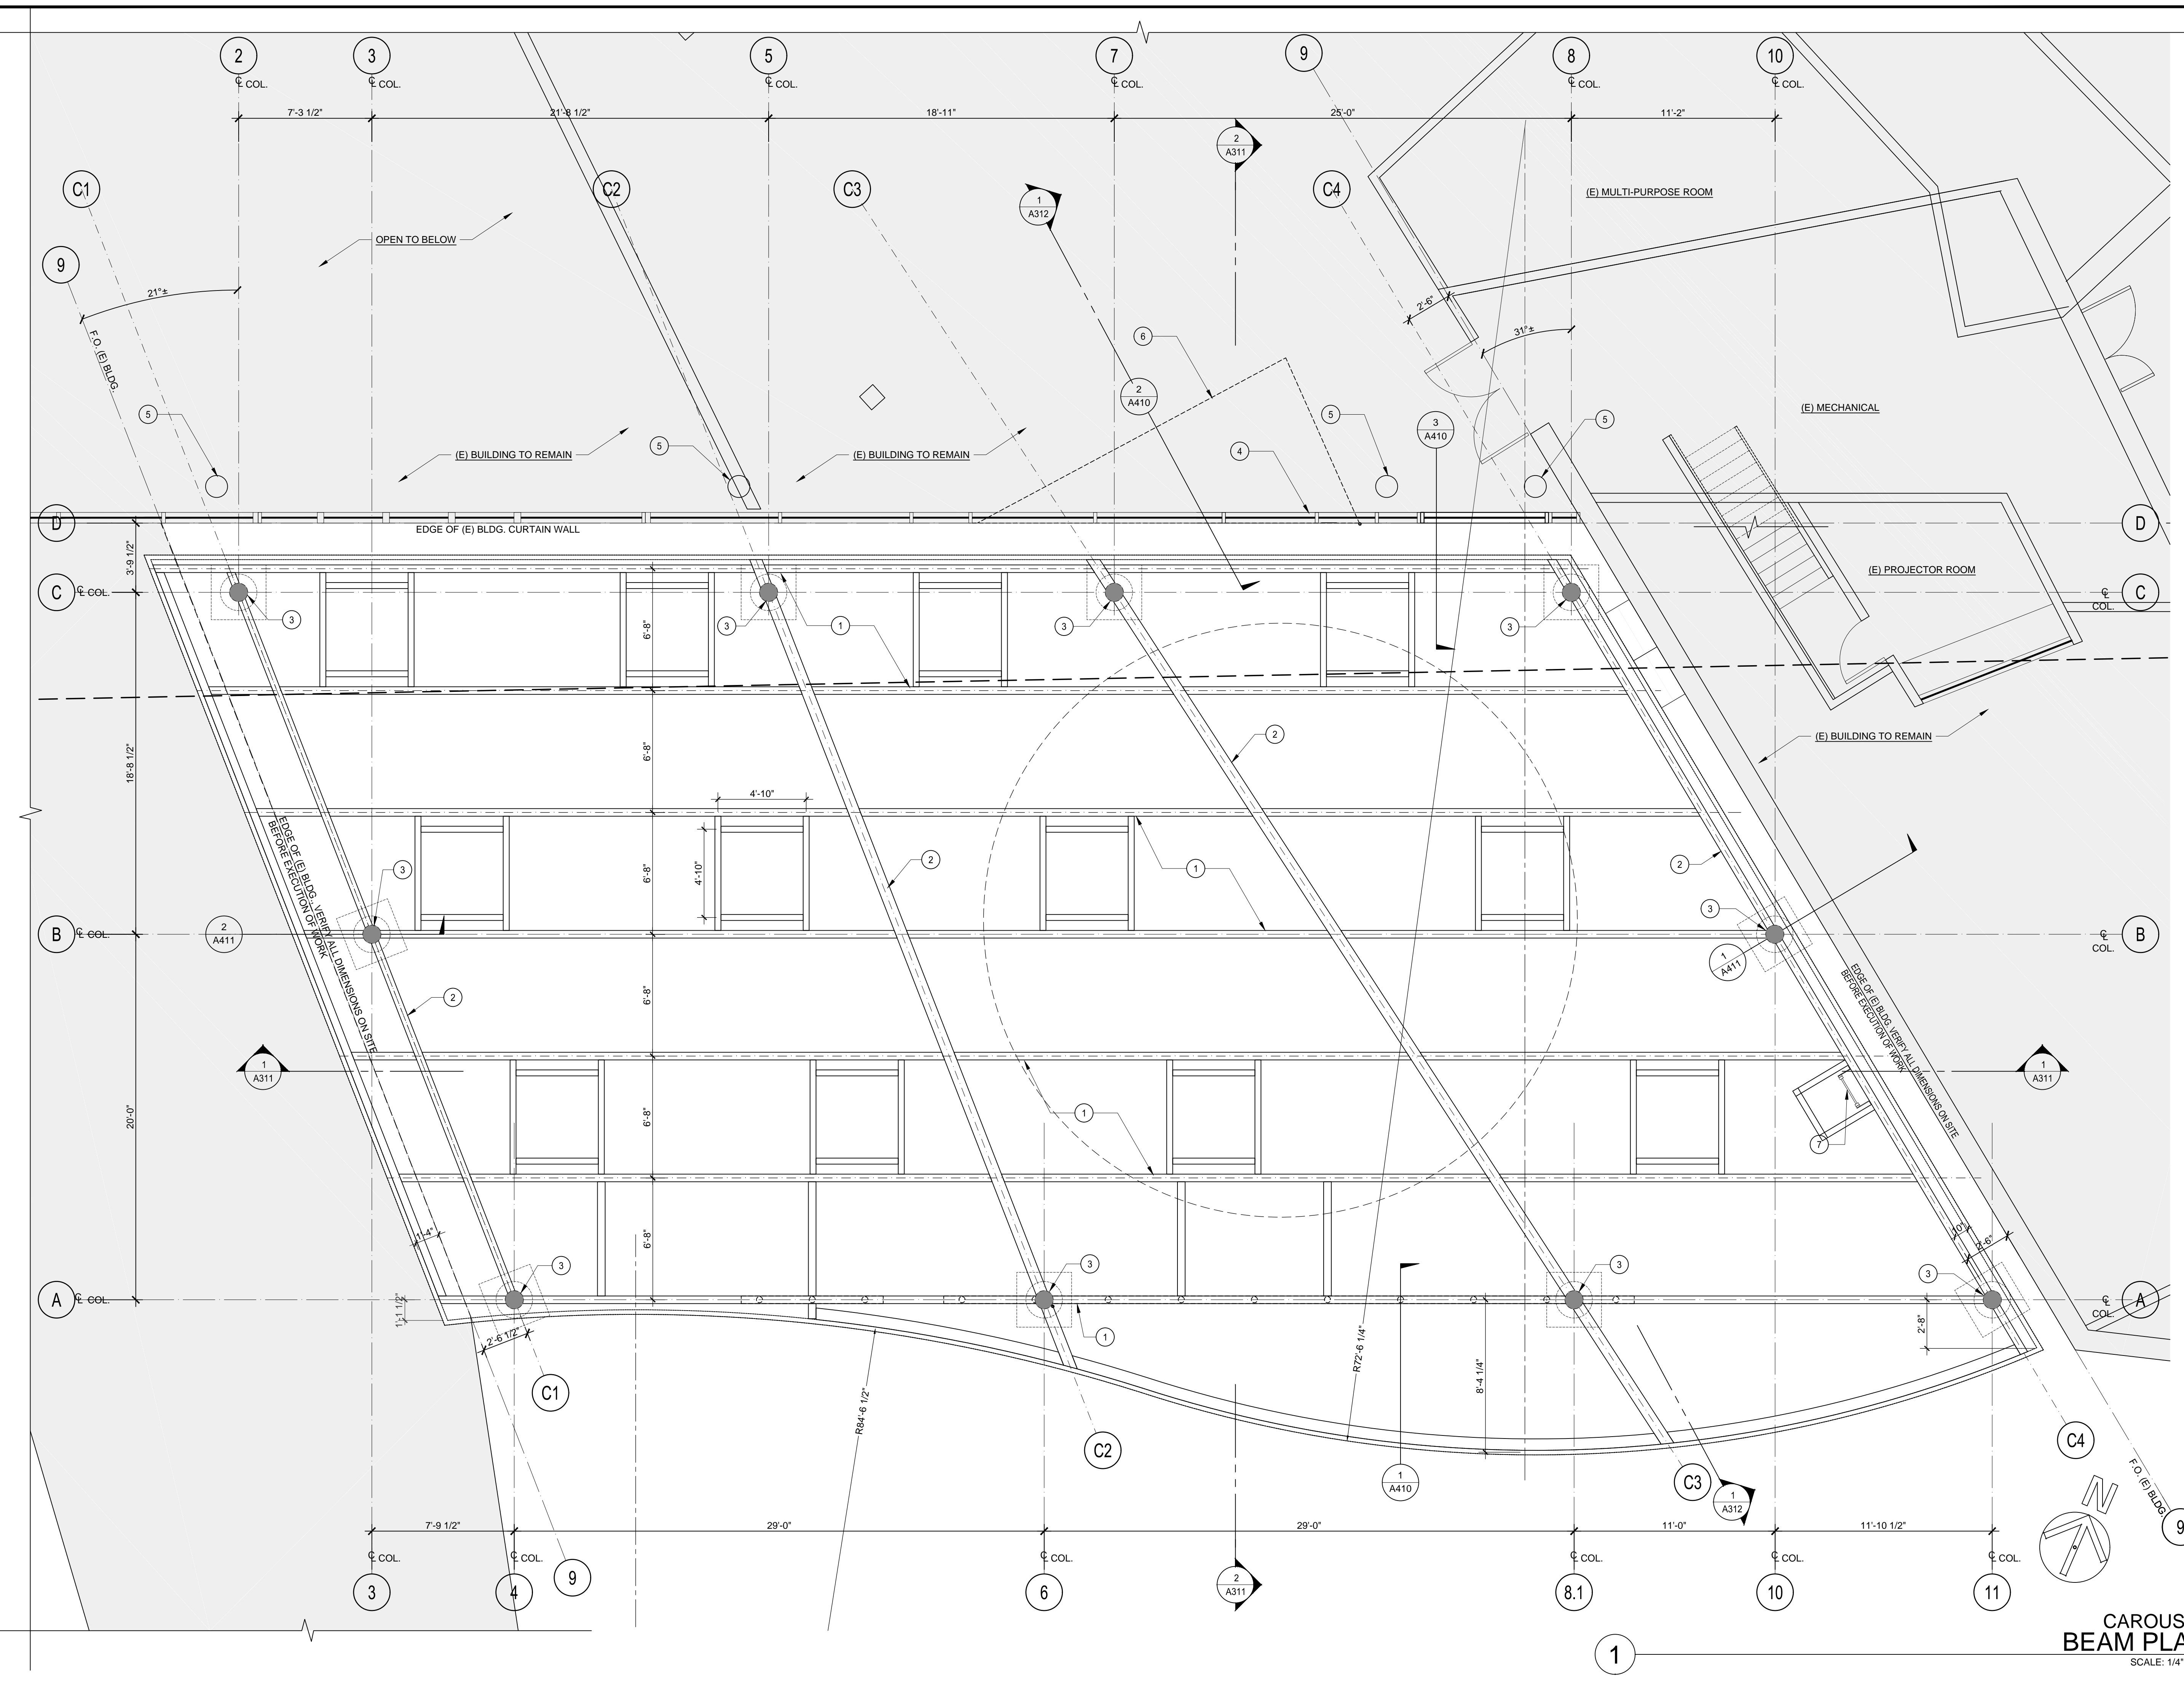 2 3 5 7 9 8 10
℄ COL. ℄ COL. ℄ COL. ℄ COL. ℄ COL. ℄ COL.
7'-3 1/2" 21'-8 1/2" 18'-11" 25'-0" 11'-2"
2
A311
C1 C2 C3 C4
1
A312
(E) MULTI-PURPOSE ROOM
OPEN TO BELOW
9
21°±
F.O. (E) BLDG.
2'-6"
31°±
6
2
A410
5 5 5 5
3
A410
(E) MECHANICAL
(E) BUILDING TO REMAIN
(E) BUILDING TO REMAIN
4
D D
EDGE OF (E) BLDG. CURTAIN WALL
3'-9 1/2"
(E) PROJECTOR ROOM
C ℄ COL.
℄ COL. C
3 3 3 3
1
6'-8"
18'-8 1/2"
6'-8"
2
(E) BUILDING TO REMAIN
4'-10"
4'-10"
EDGE OF (E) BLDG., VERIFY ALL DIMENSIONS ON SITE
BEFORE EXECUTION OF WORK
3
6'-8"
2
1
2
3
B ℄ COL.
2
A411
℄ COL. B
1
A411
2
6'-8"
EDGE OF (E) BLDG. VERIFY ALL DIMENSIONS ON SITE
BEFORE EXECUTION OF WORK
1
A311
1
A311
20'-0"
6'-8"
1
7
6'-8"
1'-4"
10"
2'-6"
3 3 3 3
A ℄ COL.
℄ COL. A
1'-1 1/2"
2'-6 1/2"
1
2'-8"
R72'-6 1/4"
8'-4 1/4"
R84'-6 1/2"
C1
C2
C3
C4
1
A410
1
A312
N
F.O. (E) BLDG.
9
7'-9 1/2" 29'-0" 29'-0" 11'-0" 11'-10 1/2"
℄ COL. ℄ COL. ℄ COL. ℄ COL. ℄ COL. ℄ COL.
3 4 9 6 8.1 10 11
2
A311
1
CAROUS
BEAM PLA
SCALE: 1/4"